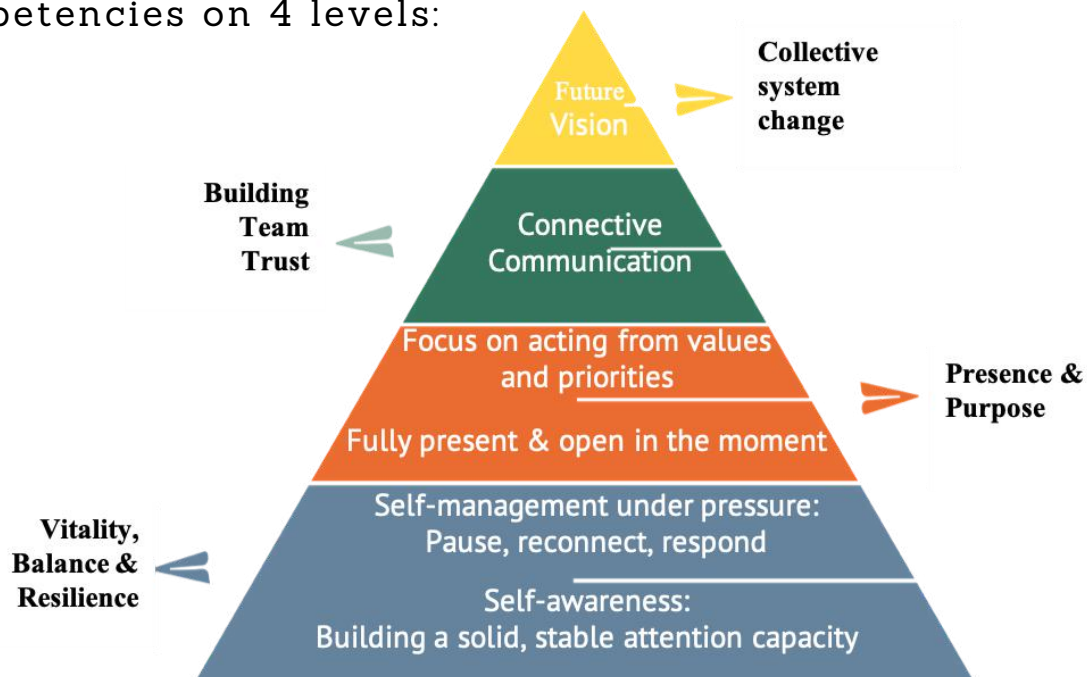 petencies on 4 levels:
Collective
system
change
Future
Vision
Building
Team
Trust
Connective
Communication
Focus on acting from values
and priorities
Presence &
Purpose
Fully present & open in the moment
Self-management under pressure:
Pause, reconnect, respond
Vitality,
Balance &
Resilience
Self-awareness:
Building a solid, stable attention capacity